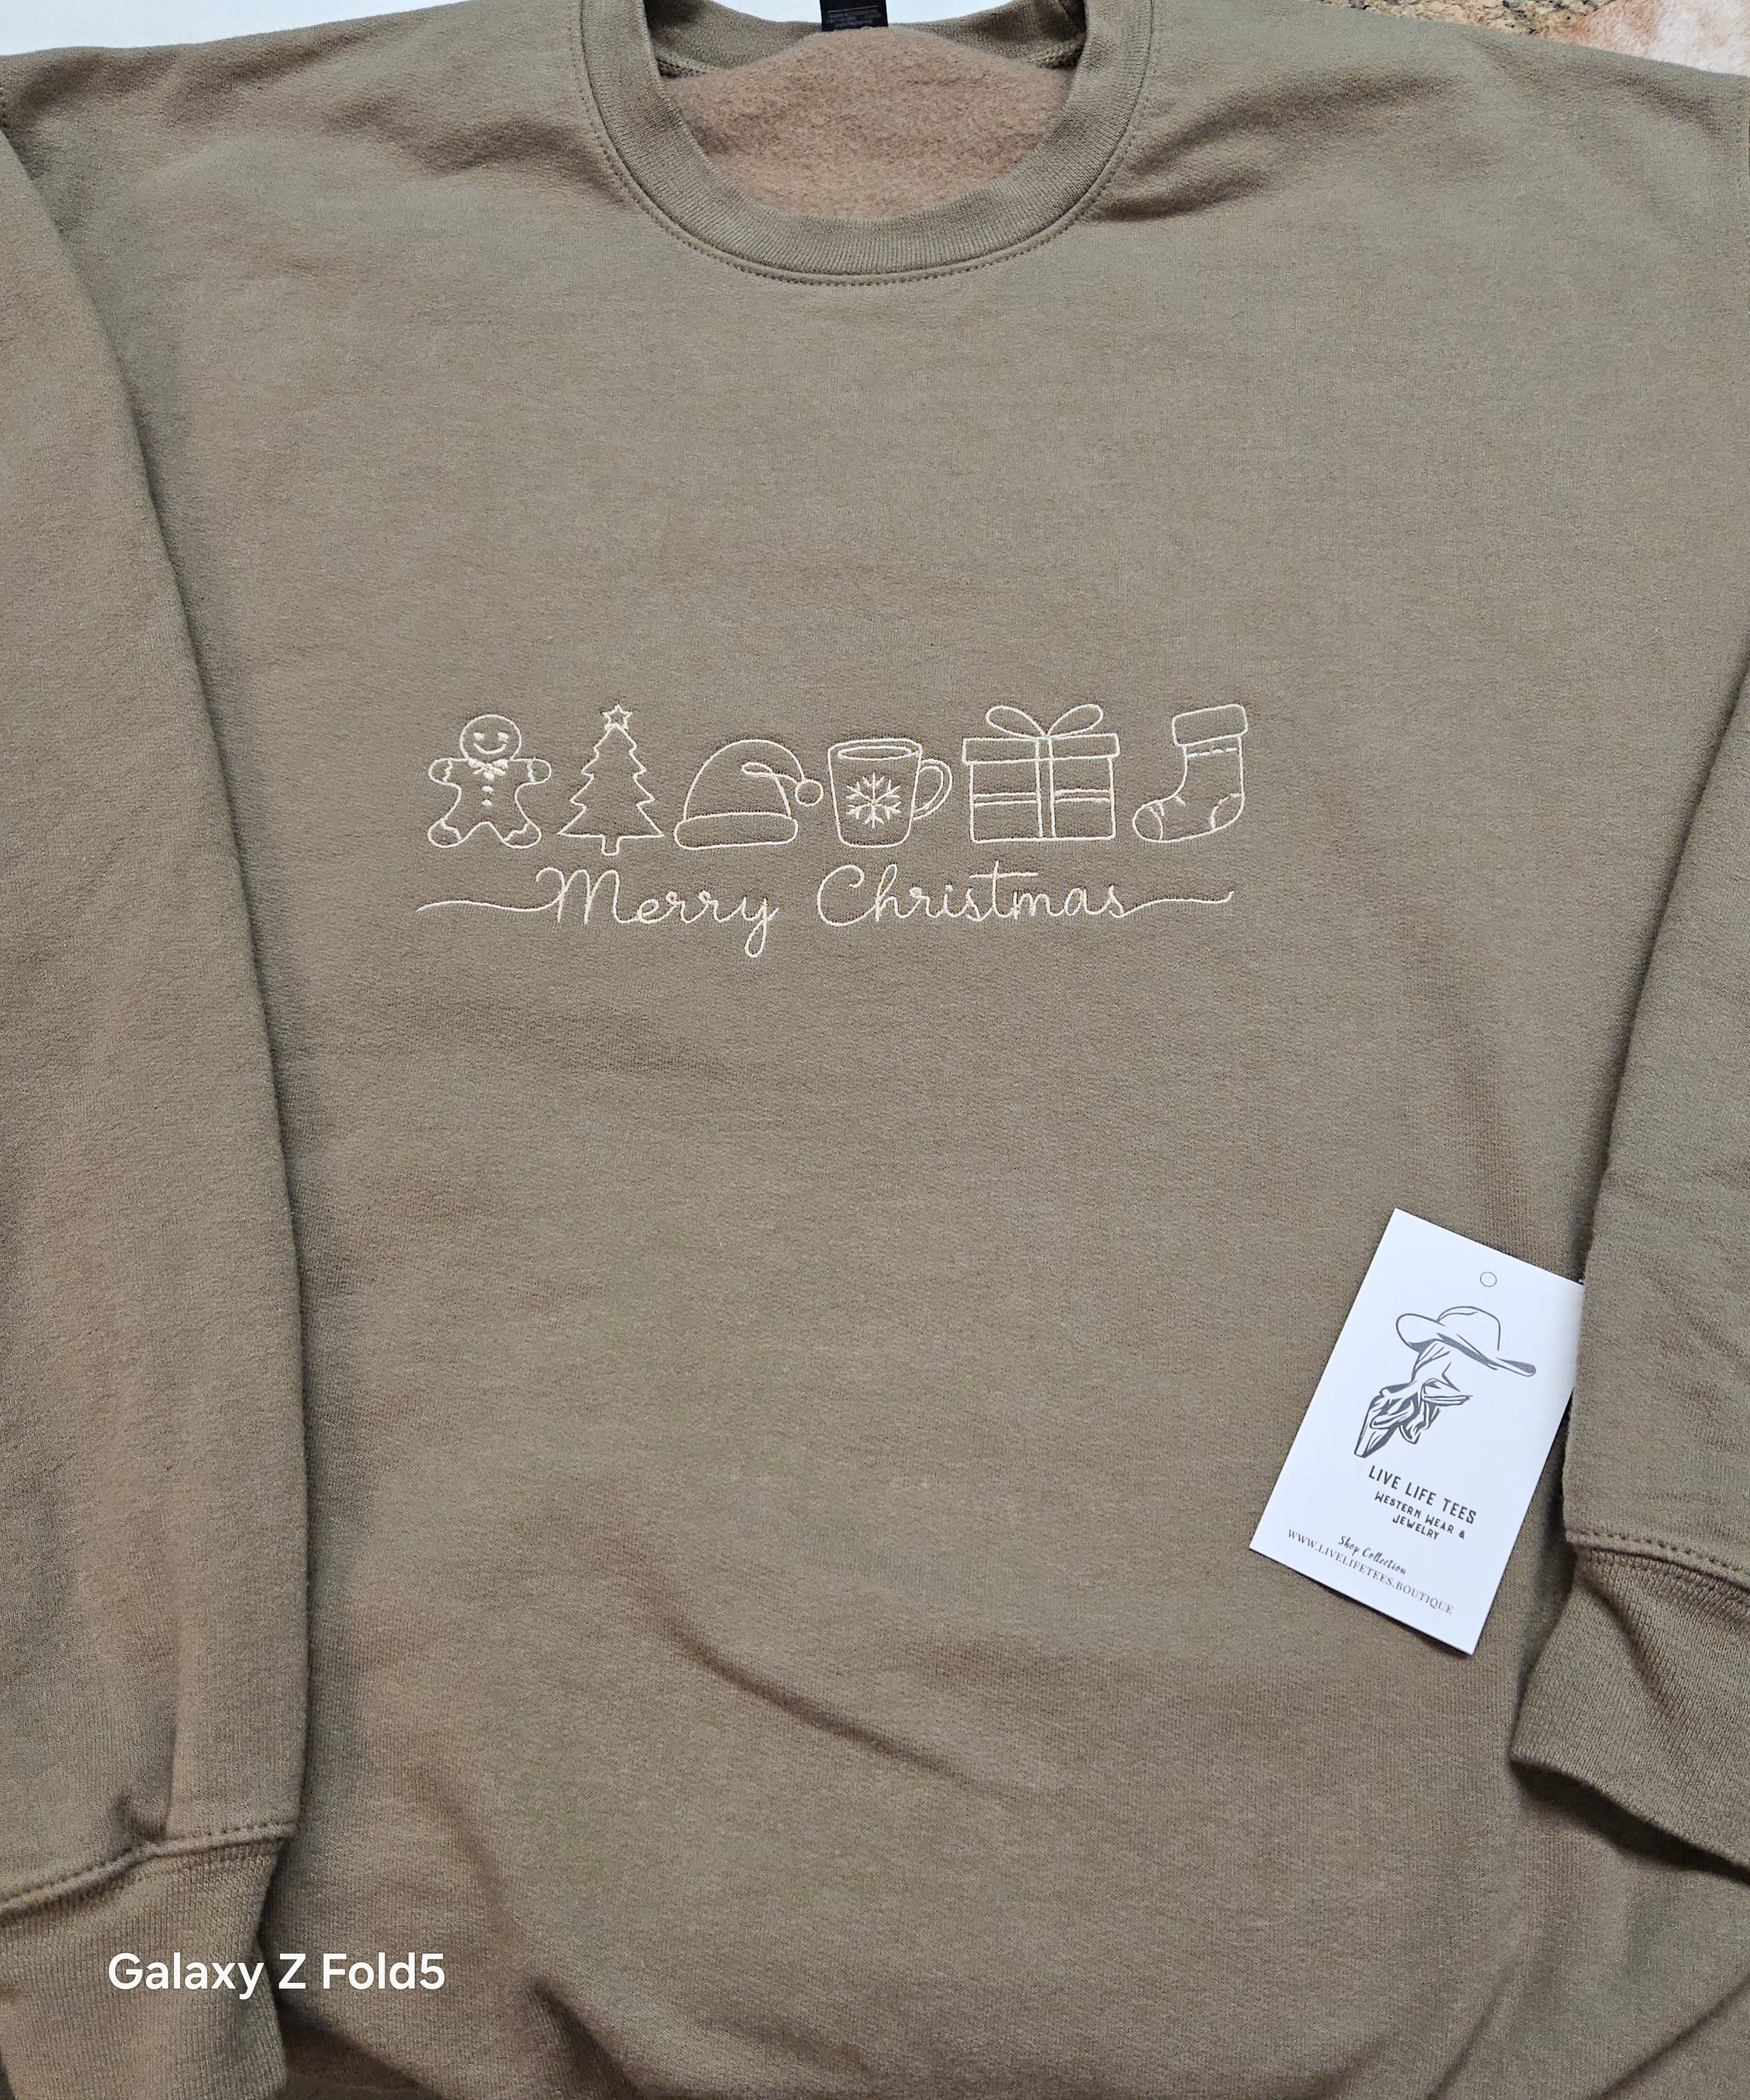 Merry Christmas
LIVE LIFE TEES
WESTERN WEAR &
JEWELRY
Shop Collection
WWW.LIVELIFETEES.BOUTIQUE
Galaxy Z Fold5